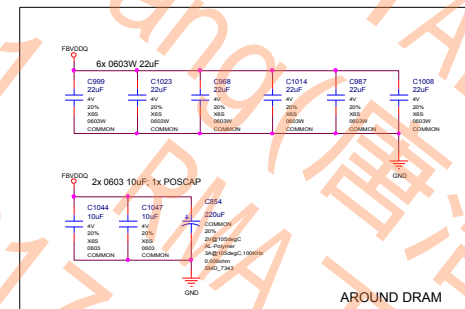 FBVDDQ
6x 0603W 22uF
C999
22uF
4V
20%
X6S
0603W
COMMON
C1023
22uF
4V
20%
X6S
0603W
COMMON
C968
22uF
4V
20%
X6S
0603W
COMMON
C1014
22uF
4V
20%
X6S
0603W
COMMON
C987
22uF
4V
20%
X6S
0603W
COMMON
C1008
22uF
4V
20%
X6S
0603W
COMMON
GND
FBVDDQ
2x 0603 10uF; 1x POSCAP
C1044
10uF
4V
20%
X6S
0603
COMMON
C1047
10uF
4V
20%
X6S
0603
COMMON
C854
220uF
COMMON
20%
2V@105degC
AL-Polymer
3A@105degC,100KHz
0.009ohm
SMD_7343
GND
AROUND DRAM
RMA